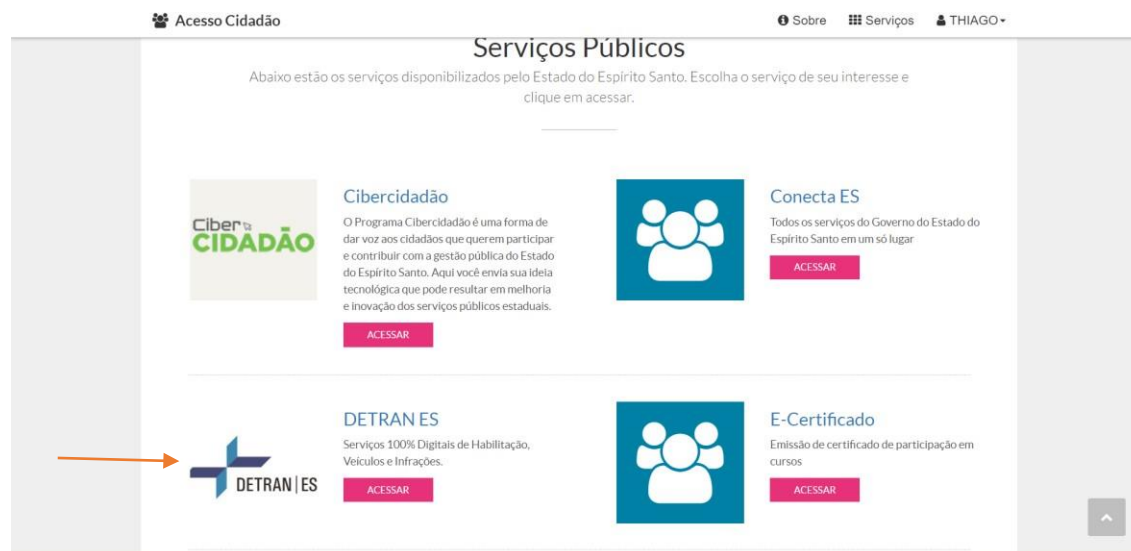 Acesso Cidadão
Sobre
Serviços
THIAGO
Serviços Públicos
Abaixo estão os serviços disponibilizados pelo Estado do Espírito Santo. Escolha o serviço de seu interesse e
clique em acessar.
Ciber
CIDADÃO
Cibercidadão
O Programa Cibercidadão é uma forma de
dar voz aos cidadãos que querem participar
e contribuir com a gestão pública do Estado
do Espírito Santo. Aqui você envia sua ideia
tecnológica que pode resultar em melhoria
e inovação dos serviços públicos estaduais.
ACESSAR
Conecta ES
Todos os serviços do Governo do Estado do
Espírito Santo em um só lugar
ACESSAR
DETRAN|ES
DETRAN ES
Serviços 100% Digitais de Habilitação,
Veículos e Infrações.
ACESSAR
E-Certificado
Emissão de certificado de participação em
cursos
ACESSAR